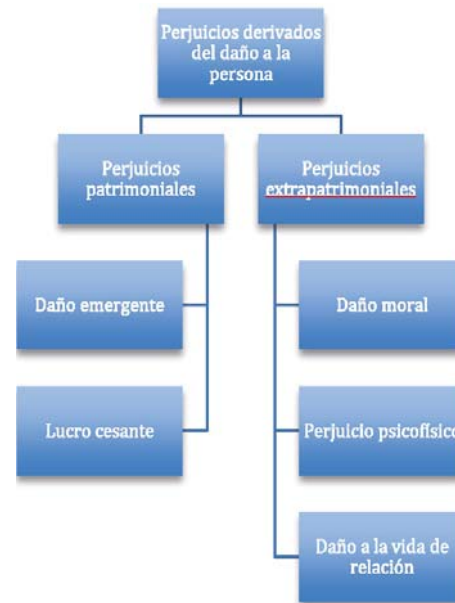 Perjuicios derivados
del daño a la
persona
Perjuicios
patrimoniales
Perjuicios
extrapatrimoniales
Daño emergente
Daño moral
Lucro cesante
Perjuicio psicofísico
Daño a la vida de
relación